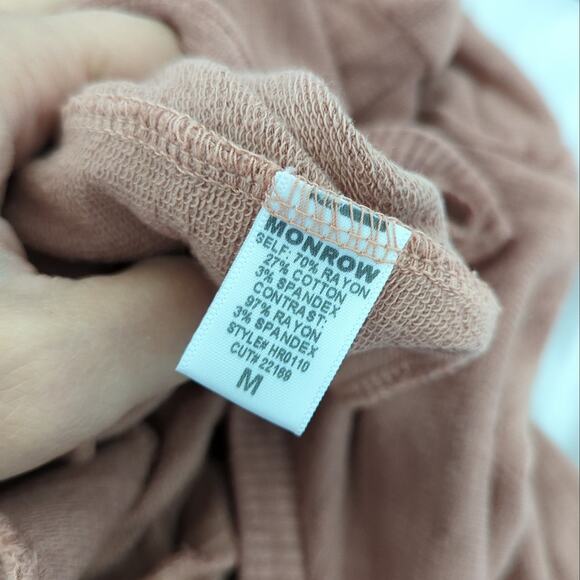 MONROW
SELF: 70% RAYON
27% COTTON
3% SPANDEX
CONTRAST:
97% RAYON
3% SPANDEX
STYLE# HR0110
CUT# 22169
M